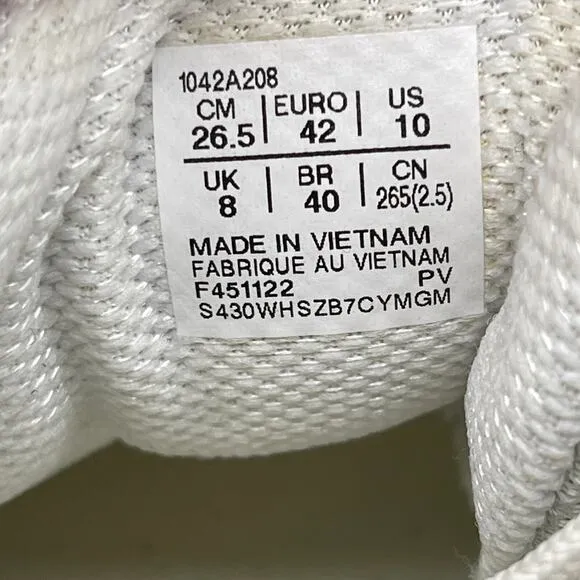 1042A208
CM | EURO | US
26.5 | 42 | 10
UK | BR | CN
8 | 40 | 265(2.5)
MADE IN VIETNAM
FABRIQUE AU VIETNAM
F451122 PV
S430WHSZB7CYMGM